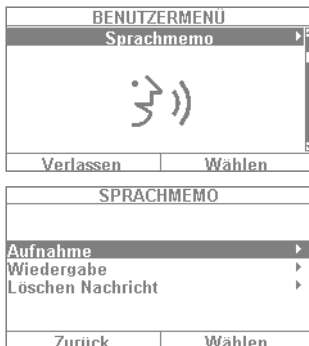 BENUTZERMENÜ
Sprachmemo
Verlassen Wählen
SPRACHMEMO
Aufnahme
Wiedergabe
Löschen Nachricht
Zurück Wählen